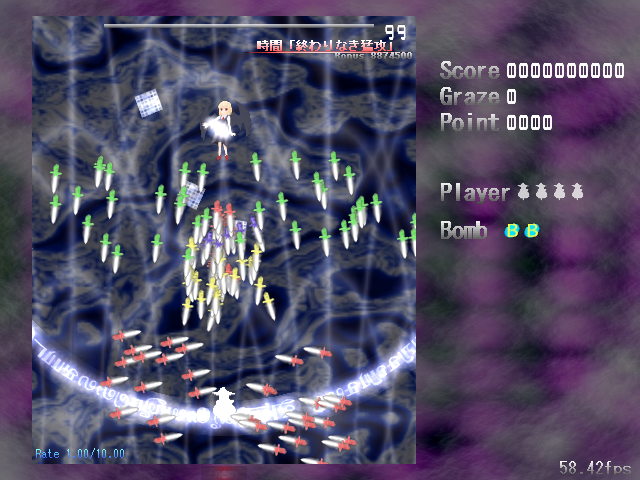 99
時間「終わりなき猛攻」
Bonus 8874500
Score 0000000000
Graze 0
Point 0000
Player
Bomb B B
Rate 1.00/10.00
58.42fps